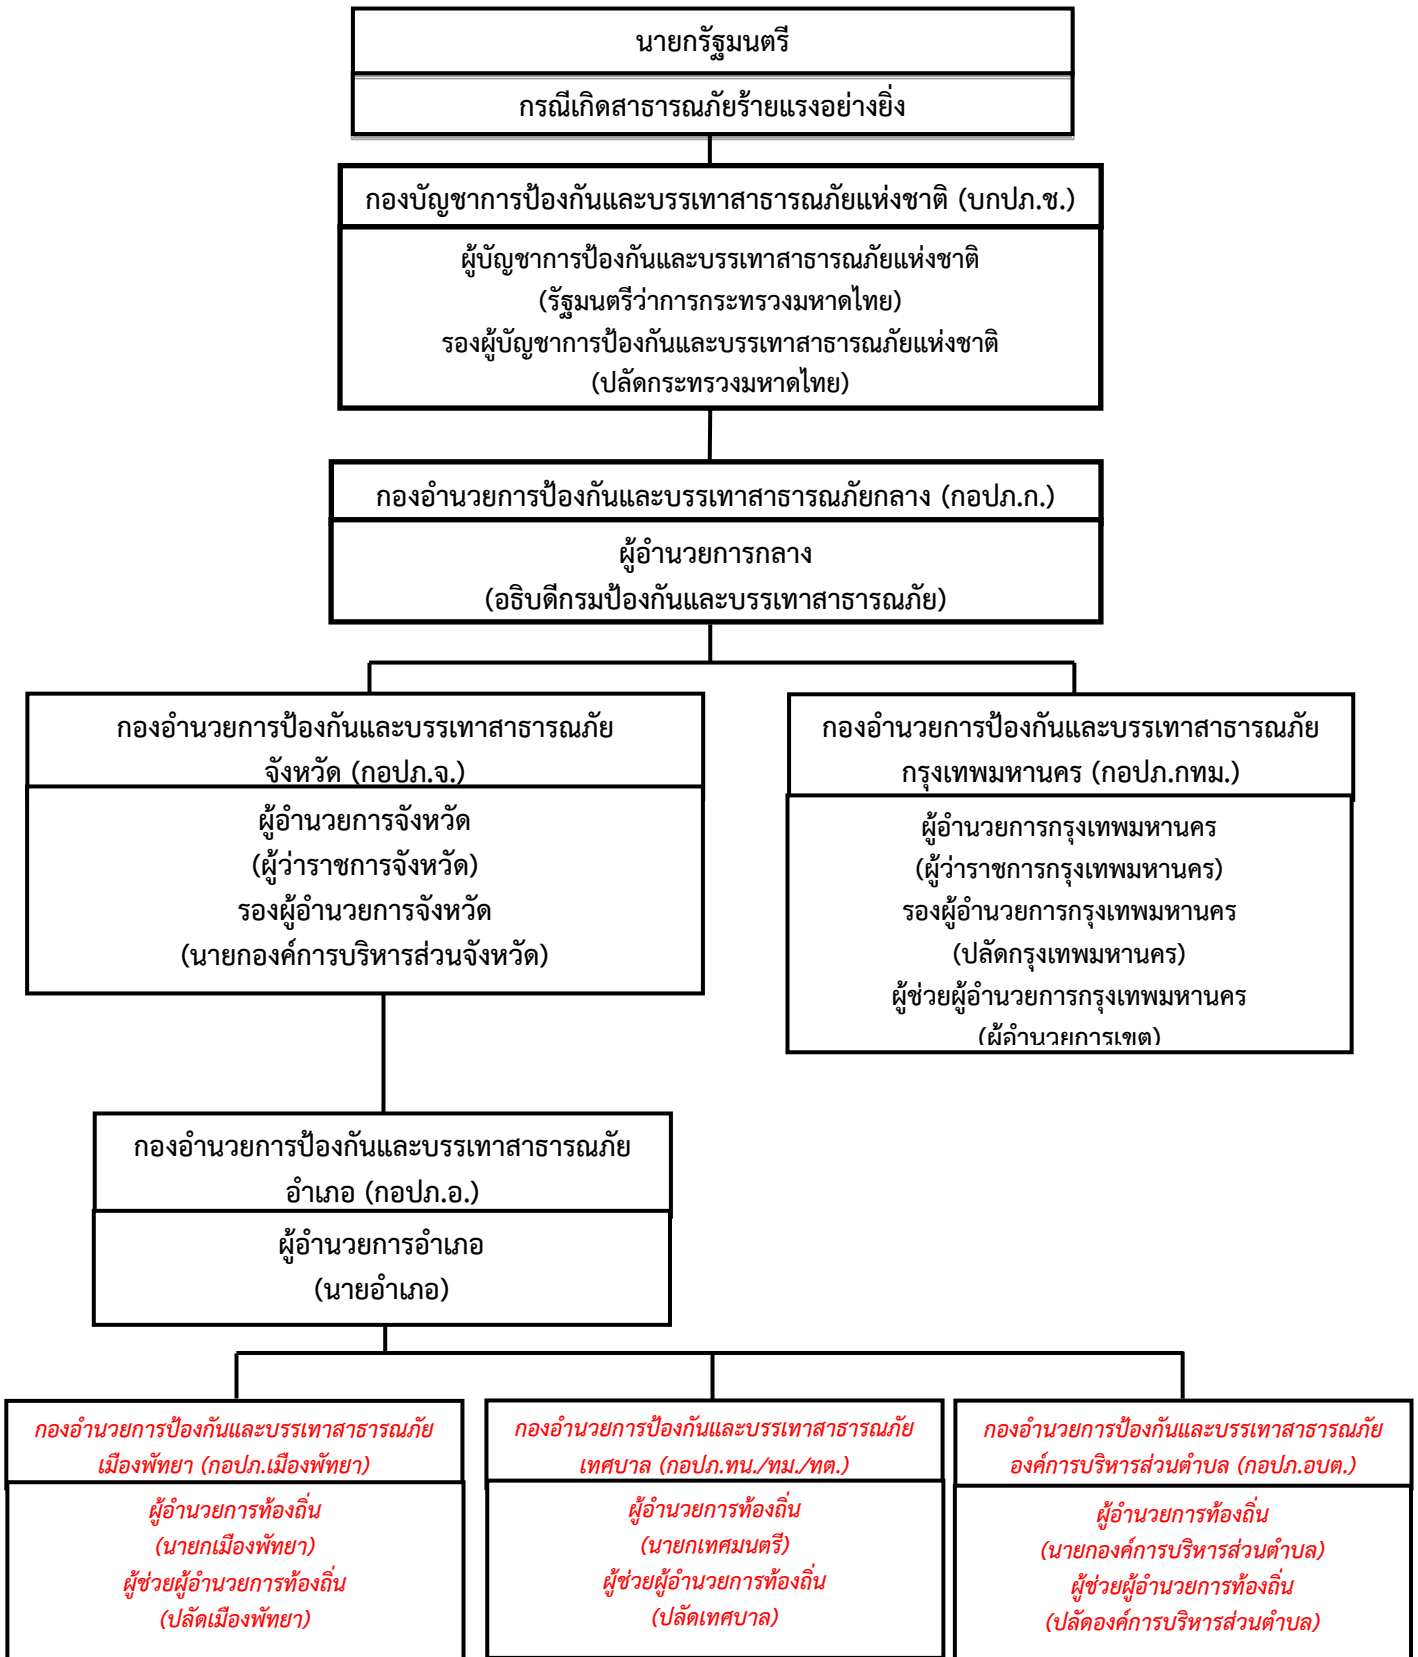 นายกรัฐมนตรี
กรณีเกิดสาธารณภัยร้ายแรงอย่างยิ่ง
กองบัญชาการป้องกันและบรรเทาสาธารณภัยแห่งชาติ (บกปภ.ช.)
ผู้บัญชาการป้องกันและบรรเทาสาธารณภัยแห่งชาติ
(รัฐมนตรีว่าการกระทรวงมหาดไทย)
รองผู้บัญชาการป้องกันและบรรเทาสาธารณภัยแห่งชาติ
(ปลัดกระทรวงมหาดไทย)
กองอำนวยการป้องกันและบรรเทาสาธารณภัยกลาง (กอปภ.ก.)
ผู้อำนวยการกลาง
(อธิบดีกรมป้องกันและบรรเทาสาธารณภัย)
กองอำนวยการป้องกันและบรรเทาสาธารณภัย
จังหวัด (กอปภ.จ.)
ผู้อำนวยการจังหวัด
(ผู้ว่าราชการจังหวัด)
รองผู้อำนวยการจังหวัด
(นายกองค์การบริหารส่วนจังหวัด)
กองอำนวยการป้องกันและบรรเทาสาธารณภัย
กรุงเทพมหานคร (กอปภ.กทม.)
ผู้อำนวยการกรุงเทพมหานคร
(ผู้ว่าราชการกรุงเทพมหานคร)
รองผู้อำนวยการกรุงเทพมหานคร
(ปลัดกรุงเทพมหานคร)
ผู้ช่วยผู้อำนวยการกรุงเทพมหานคร
(ผู้อำนวยการเขต)
กองอำนวยการป้องกันและบรรเทาสาธารณภัย
อำเภอ (กอปภ.อ.)
ผู้อำนวยการอำเภอ
(นายอำเภอ)
กองอำนวยการป้องกันและบรรเทาสาธารณภัย
เมืองพัทยา (กอปภ.เมืองพัทยา)
ผู้อำนวยการท้องถิ่น
(นายกเมืองพัทยา)
ผู้ช่วยผู้อำนวยการท้องถิ่น
(ปลัดเมืองพัทยา)
กองอำนวยการป้องกันและบรรเทาสาธารณภัย
เทศบาล (กอปภ.ทน./ทม./ทต.)
ผู้อำนวยการท้องถิ่น
(นายกเทศมนตรี)
ผู้ช่วยผู้อำนวยการท้องถิ่น
(ปลัดเทศบาล)
กองอำนวยการป้องกันและบรรเทาสาธารณภัย
องค์การบริหารส่วนตำบล (กอปภ.อบต.)
ผู้อำนวยการท้องถิ่น
(นายกองค์การบริหารส่วนตำบล)
ผู้ช่วยผู้อำนวยการท้องถิ่น
(ปลัดองค์การบริหารส่วนตำบล)